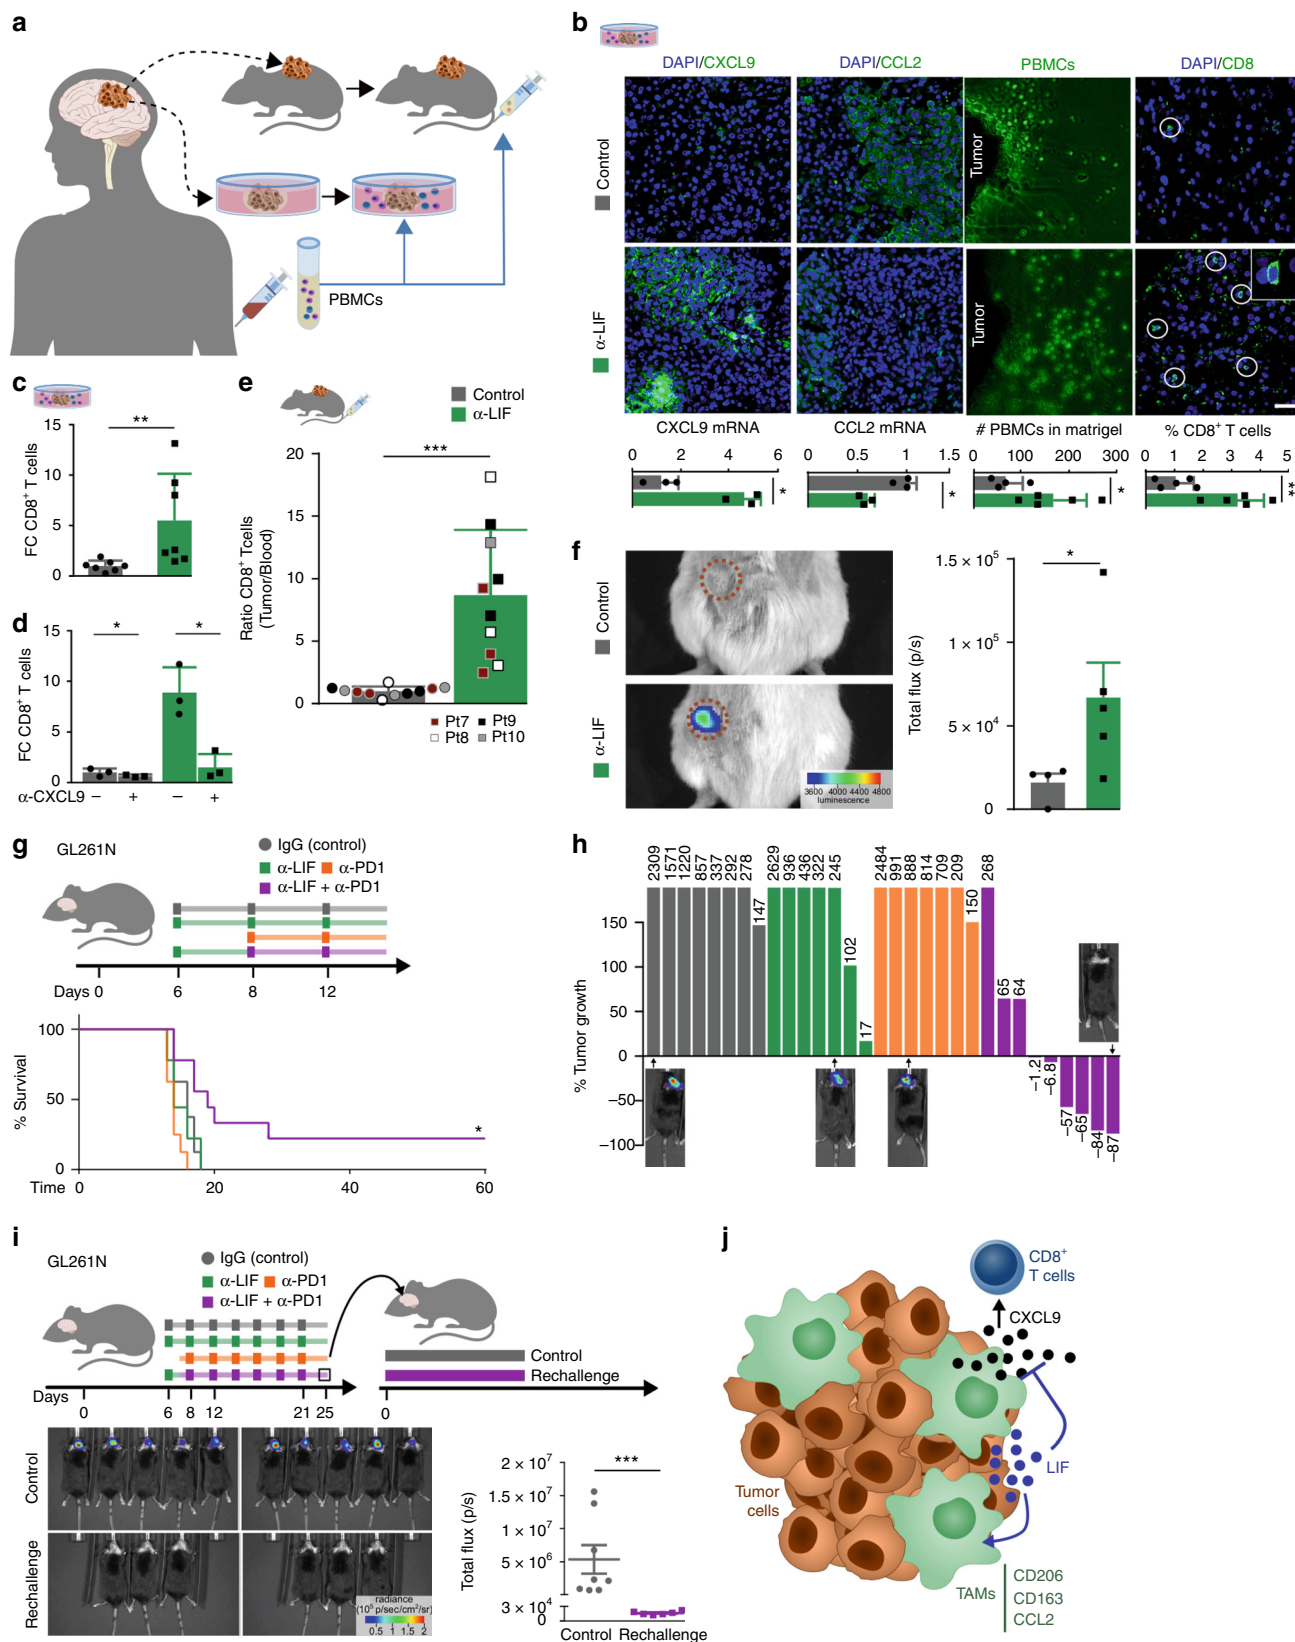 a
PBMCs
b
DAPI/CXCL9
DAPI/CCL2
PBMCs
DAPI/CD8
Control
Tumor
α-LIF
Tumor
CXCL9 mRNA
CCL2 mRNA
# PBMCs in matrigel
% CD8+ T cells
0 2 4 6
0 0.5 1.0 1.5
0 100 200 300
0 1 2 3 4 5
*
*
*
**
c
FC CD8+ T cells
15
10
5
0
**
d
FC CD8+ T cells
15
10
5
0
*
*
α-CXCL9 – + – +
e
Control
α-LIF
Ratio CD8+ Tcells
(Tumor/Blood)
20
15
10
5
0
***
Pt7 Pt9
Pt8 Pt10
f
Control
α-LIF
3600 4000 4400 4800
luminescence
Total flux (p/s)
1.5 × 10^5
1 × 10^5
5 × 10^4
0
*
g
GL261N
IgG (control)
α-LIF α-PD1
α-LIF + α-PD1
Days 0 6 8 12
% Survival
100
50
0
*
Time 0 20 40 60
h
% Tumor growth
150
100
50
0
−50
−100
2309 1571 1220 857 337 292 278 147 2629 936 436 322 245 102 17 2484 991 888 814 709 209 150 268 65 64
−1.2 −6.8 −57 −65 −84 −87
i
GL261N
IgG (control)
α-LIF α-PD1
α-LIF + α-PD1
Control
Rechallenge
Days
0 6 8 12 21 25
0
Control
Rechallenge
radiance
(10^5 p/sec/cm^2/sr)
0.5 1 1.5 2
Total flux (p/s)
2 × 10^7
1.5 × 10^7
1 × 10^7
5 × 10^6
3 × 10^4
0
***
Control Rechallenge
j
CD8+
T cells
CXCL9
LIF
Tumor
cells
TAMs
CD206
CD163
CCL2